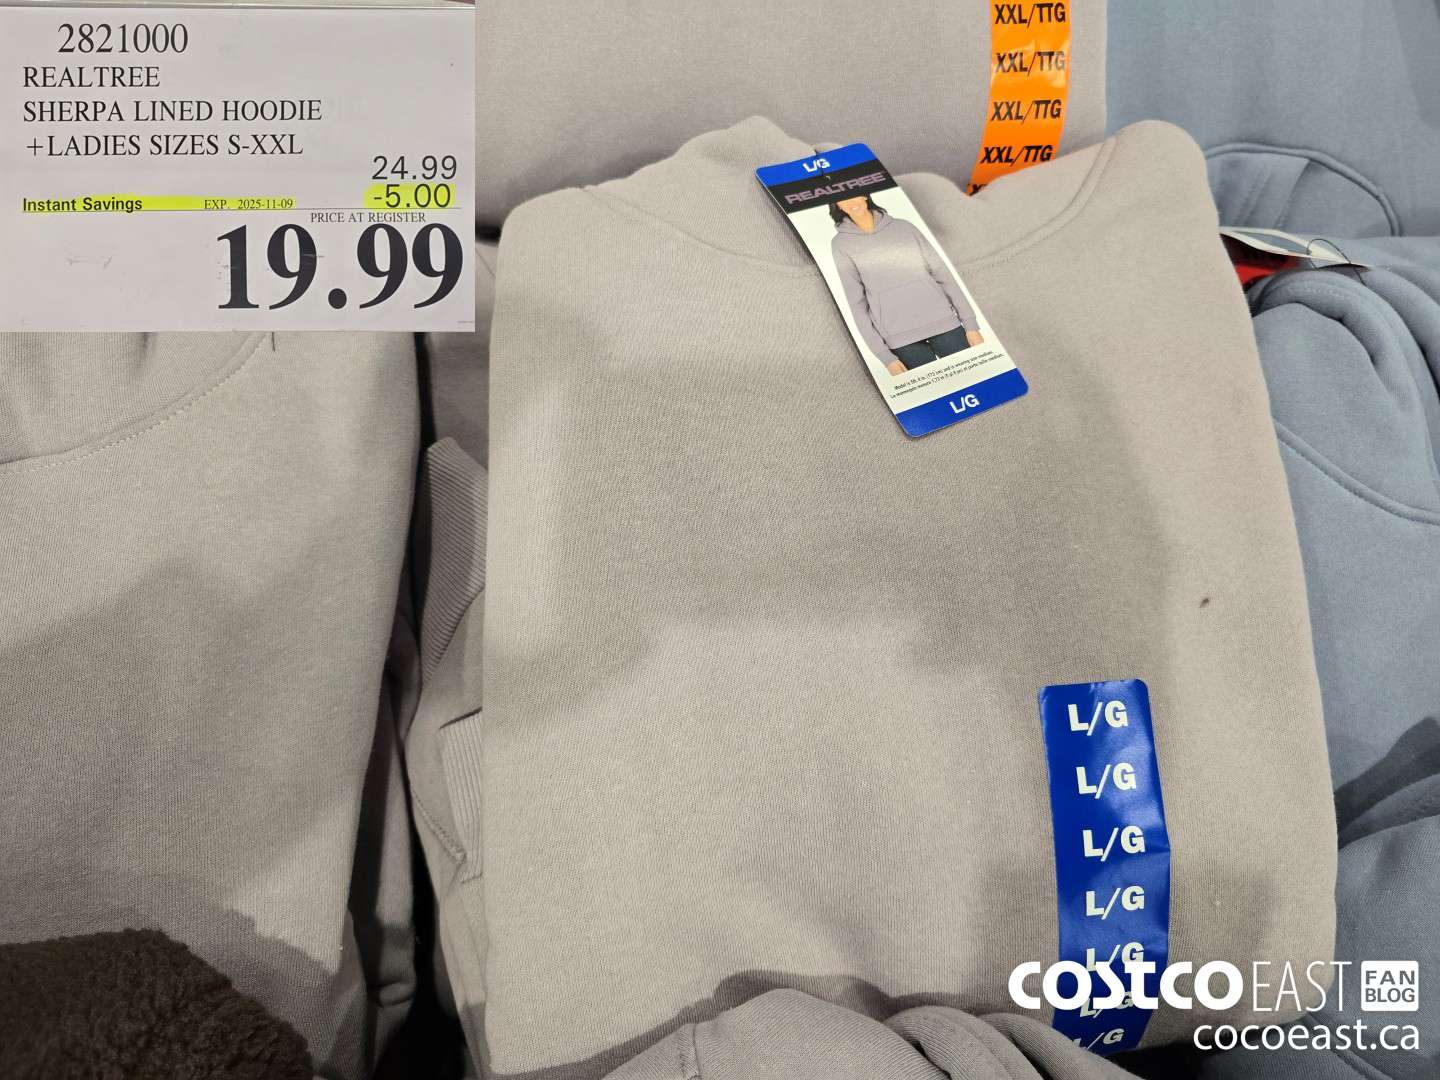 2821000
REALTREE
SHERPA LINED HOODIE
+LADIES SIZES S-XXL
24.99
Instant Savings EXP. 2025-11-09 -5.00
PRICE AT REGISTER
19.99
XXL/TTG
XXL/TTG
XXL/TTG
XXL/TTG
L/G
REALTREE
L/G
L/G
L/G
L/G
L/G
L/G
L/G
L/G
COSTCO EAST FAN BLOG
cocoeast.ca